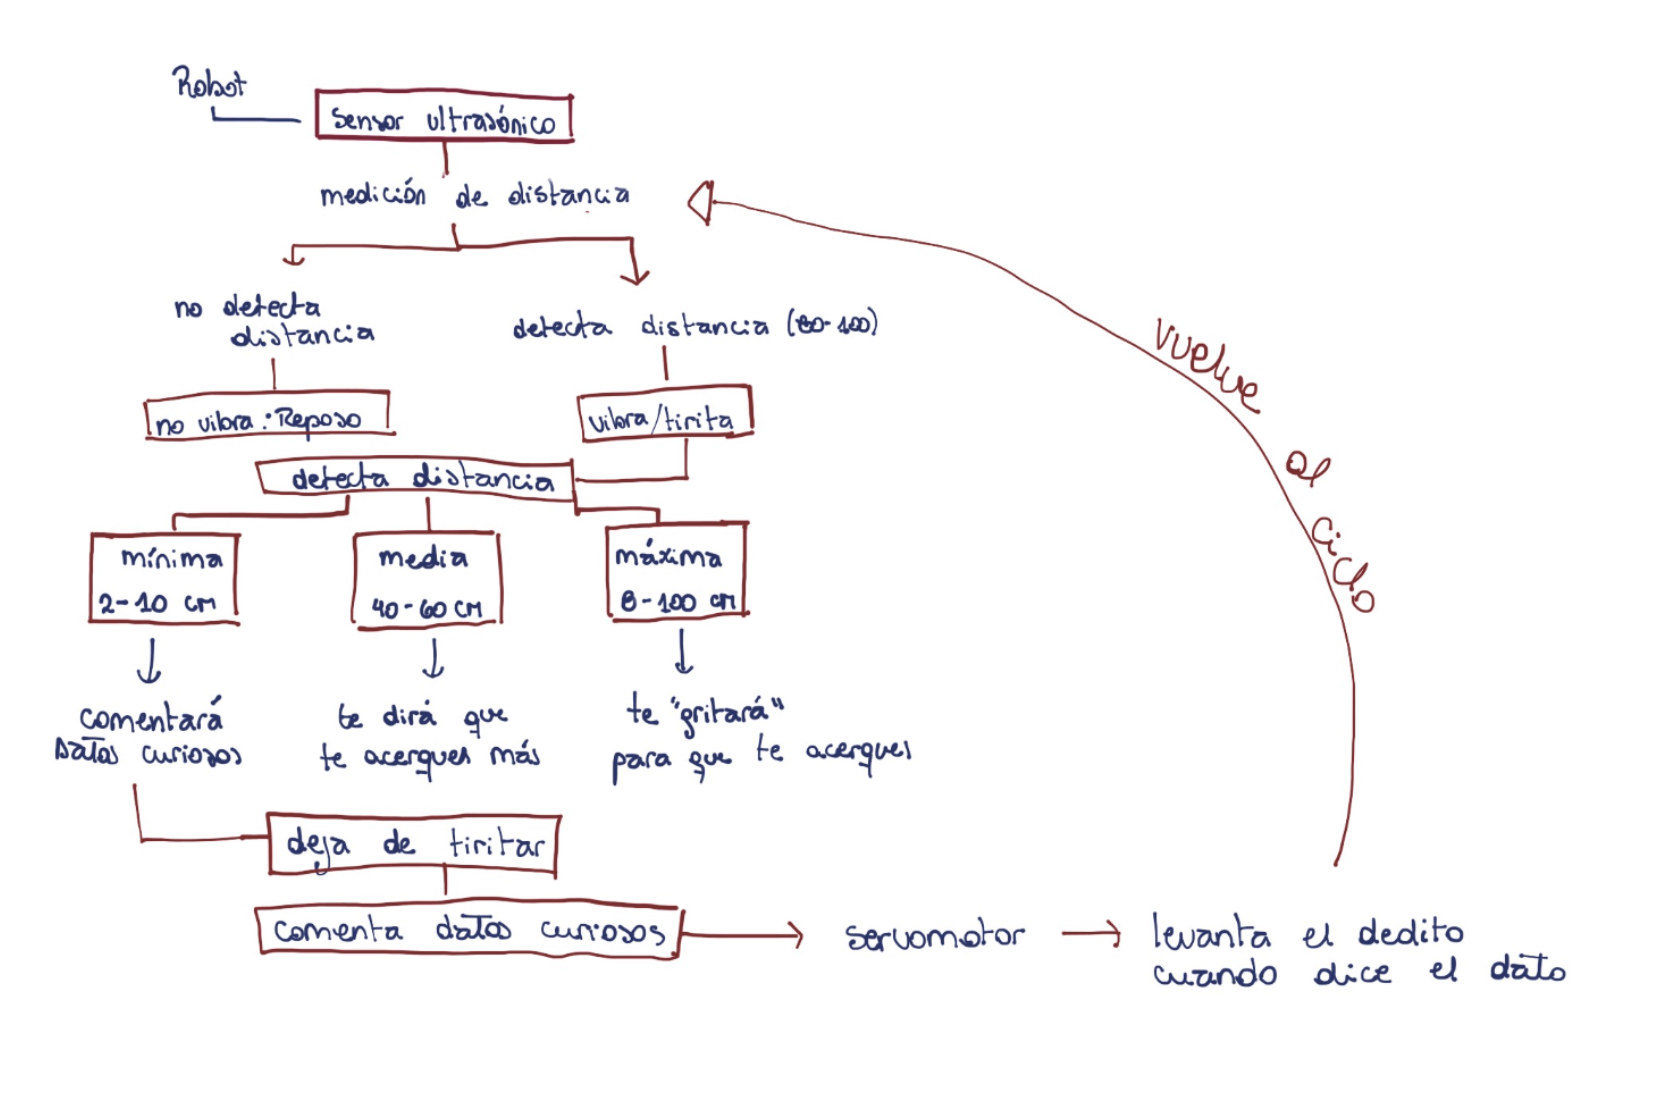 Robot
Sensor ultrasónico
medición de distancia
no detecta
distancia
detecta distancia (80-100)
no vibra: Reposo
vibra/tirita
detecta distancia
mínima
2-10 cm
media
40-60 cm
máxima
8-100 cm
comentará
datos curiosos
te dirá que
te acerques más
te "gritará"
para que te acerques
deja de tiritar
comenta datos curiosos
servomotor
levanta el dedito
cuando dice el dato
Vuelve al ciclo